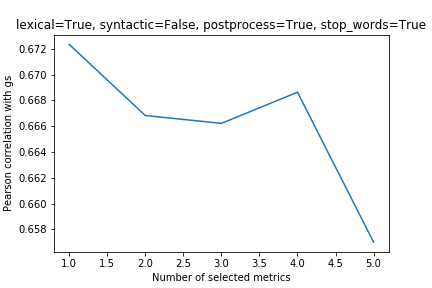 lexical=True, syntactic=False, postprocess=True, stop_words=True
Pearson correlation with gs
0.672
0.670
0.668
0.666
0.664
0.662
0.660
0.658
1.0 1.5 2.0 2.5 3.0 3.5 4.0 4.5 5.0
Number of selected metrics